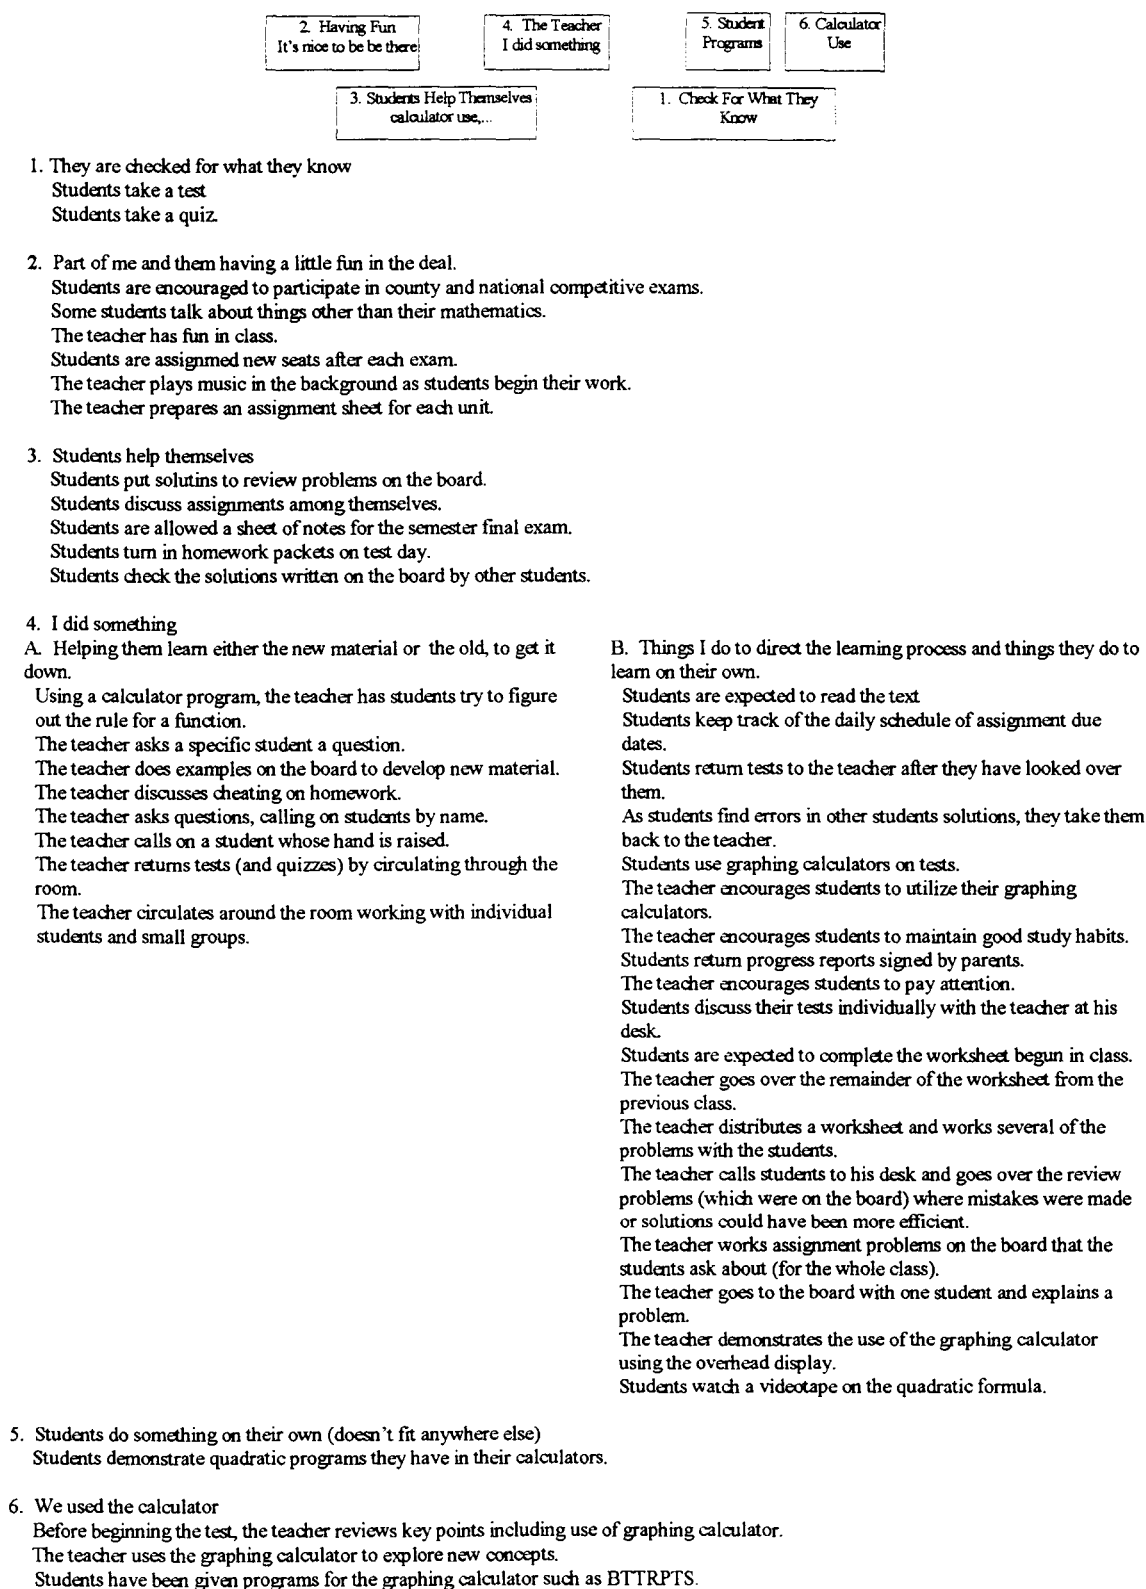 2. Having Fun
It's nice to be be there
4. The Teacher
I did something
5. Student
Programs
6. Calculator
Use
3. Students Help Themselves
calculator use,...
1. Check For What They
Know
1. They are checked for what they know
Students take a test
Students take a quiz.
2. Part of me and them having a little fun in the deal.
Students are encouraged to participate in county and national competitive exams.
Some students talk about things other than their mathematics.
The teacher has fun in class.
Students are assignmed new seats after each exam.
The teacher plays music in the background as students begin their work.
The teacher prepares an assignment sheet for each unit.
3. Students help themselves
Students put solutins to review problems on the board.
Students discuss assignments among themselves.
Students are allowed a sheet of notes for the semester final exam.
Students turn in homework packets on test day.
Students check the solutions written on the board by other students.
4. I did something
A. Helping them learn either the new material or the old, to get it
down.
Using a calculator program, the teacher has students try to figure
out the rule for a function.
The teacher asks a specific student a question.
The teacher does examples on the board to develop new material.
The teacher discusses cheating on homework.
The teacher asks questions, calling on students by name.
The teacher calls on a student whose hand is raised.
The teacher returns tests (and quizzes) by circulating through the
room.
The teacher circulates around the room working with individual
students and small groups.
B. Things I do to direct the learning process and things they do to
learn on their own.
Students are expected to read the text
Students keep track of the daily schedule of assignment due
dates.
Students return tests to the teacher after they have looked over
them.
As students find errors in other students solutions, they take them
back to the teacher.
Students use graphing calculators on tests.
The teacher encourages students to utilize their graphing
calculators.
The teacher encourages students to maintain good study habits.
Students return progress reports signed by parents.
The teacher encourages students to pay attention.
Students discuss their tests individually with the teacher at his
desk.
Students are expected to complete the worksheet begun in class.
The teacher goes over the remainder of the worksheet from the
previous class.
The teacher distributes a worksheet and works several of the
problems with the students.
The teacher calls students to his desk and goes over the review
problems (which were on the board) where mistakes were made
or solutions could have been more efficient.
The teacher works assignment problems on the board that the
students ask about (for the whole class).
The teacher goes to the board with one student and explains a
problem.
The teacher demonstrates the use of the graphing calculator
using the overhead display.
Students watch a videotape on the quadratic formula.
5. Students do something on their own (doesn't fit anywhere else)
Students demonstrate quadratic programs they have in their calculators.
6. We used the calculator
Before beginning the test, the teacher reviews key points including use of graphing calculator.
The teacher uses the graphing calculator to explore new concepts.
Students have been given programs for the graphing calculator such as BTTRPTS.